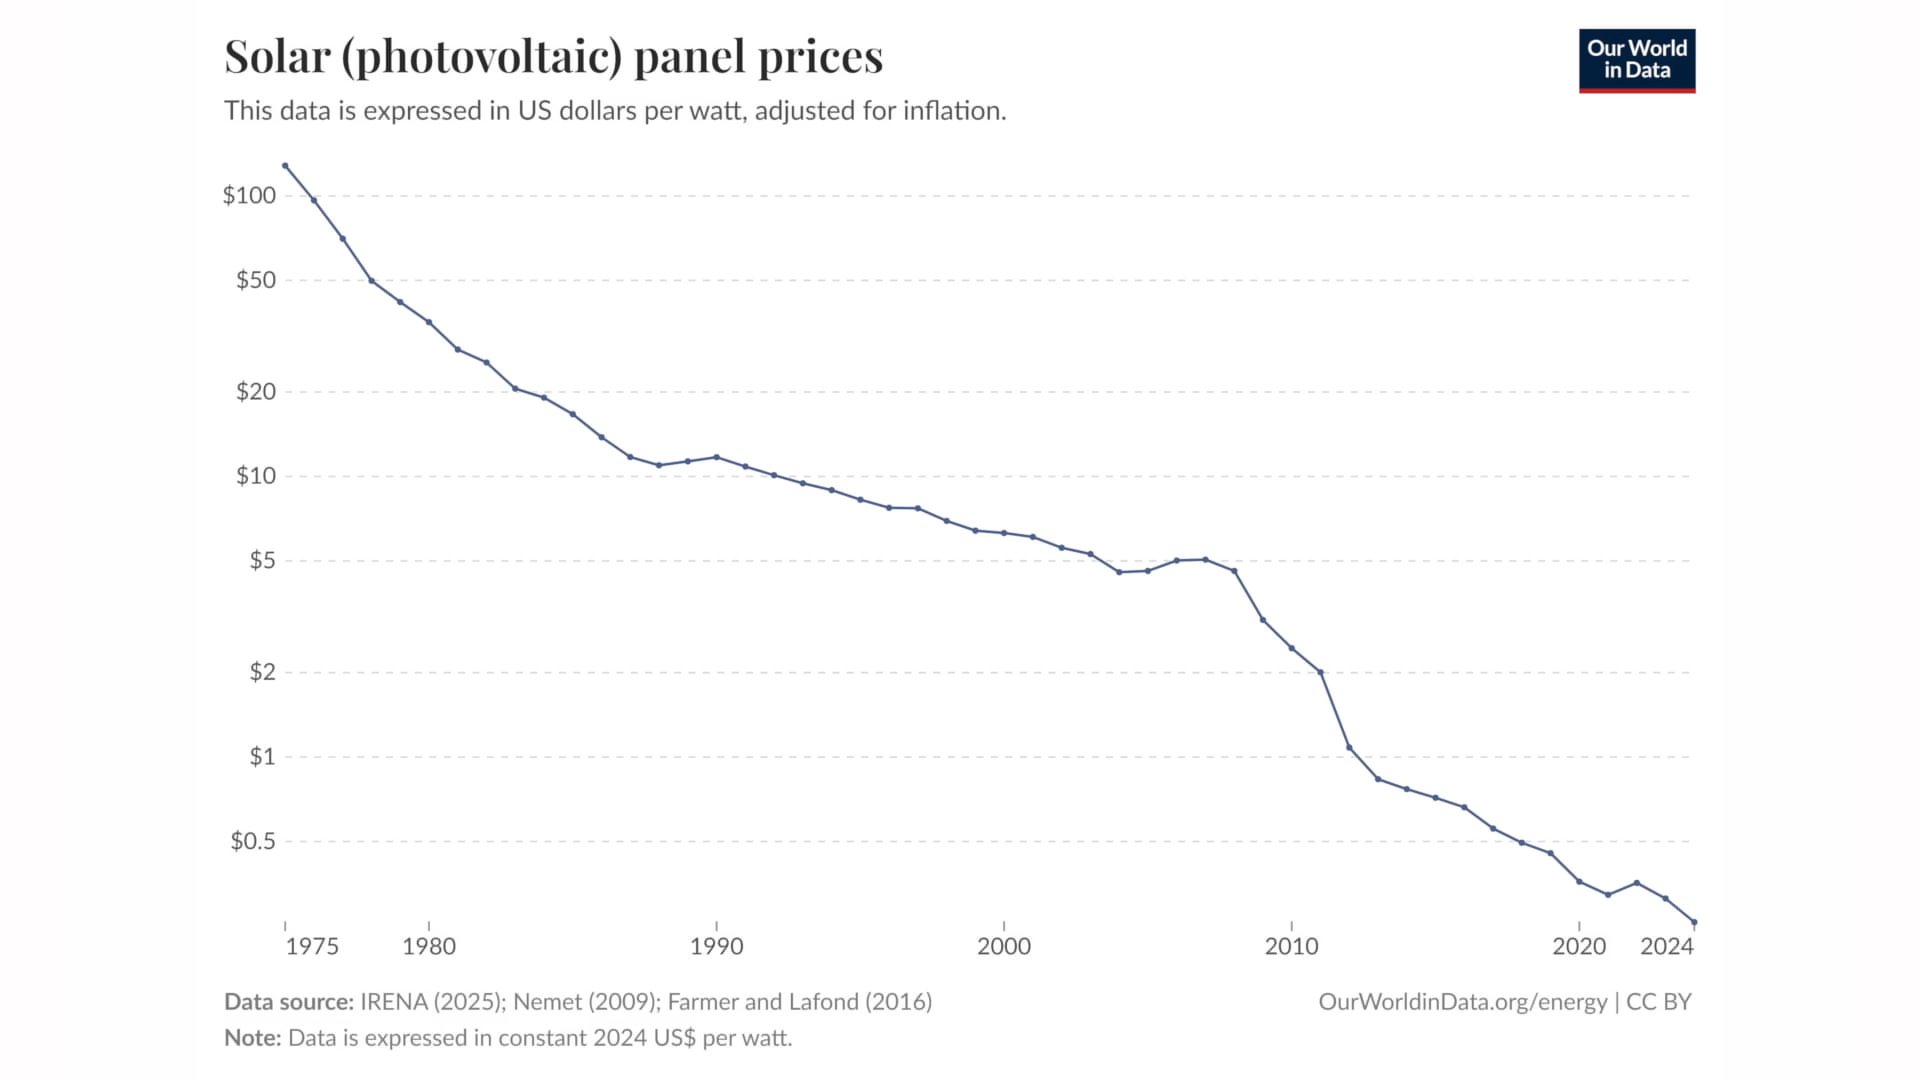 Solar (photovoltaic) panel prices
Our World
in Data
This data is expressed in US dollars per watt, adjusted for inflation.
$100
$50
$20
$10
$5
$2
$1
$0.5
1975 1980 1990 2000 2010 2020 2024
Data source: IRENA (2025); Nemet (2009); Farmer and Lafond (2016)
OurWorldinData.org/energy | CC BY
Note: Data is expressed in constant 2024 US$ per watt.